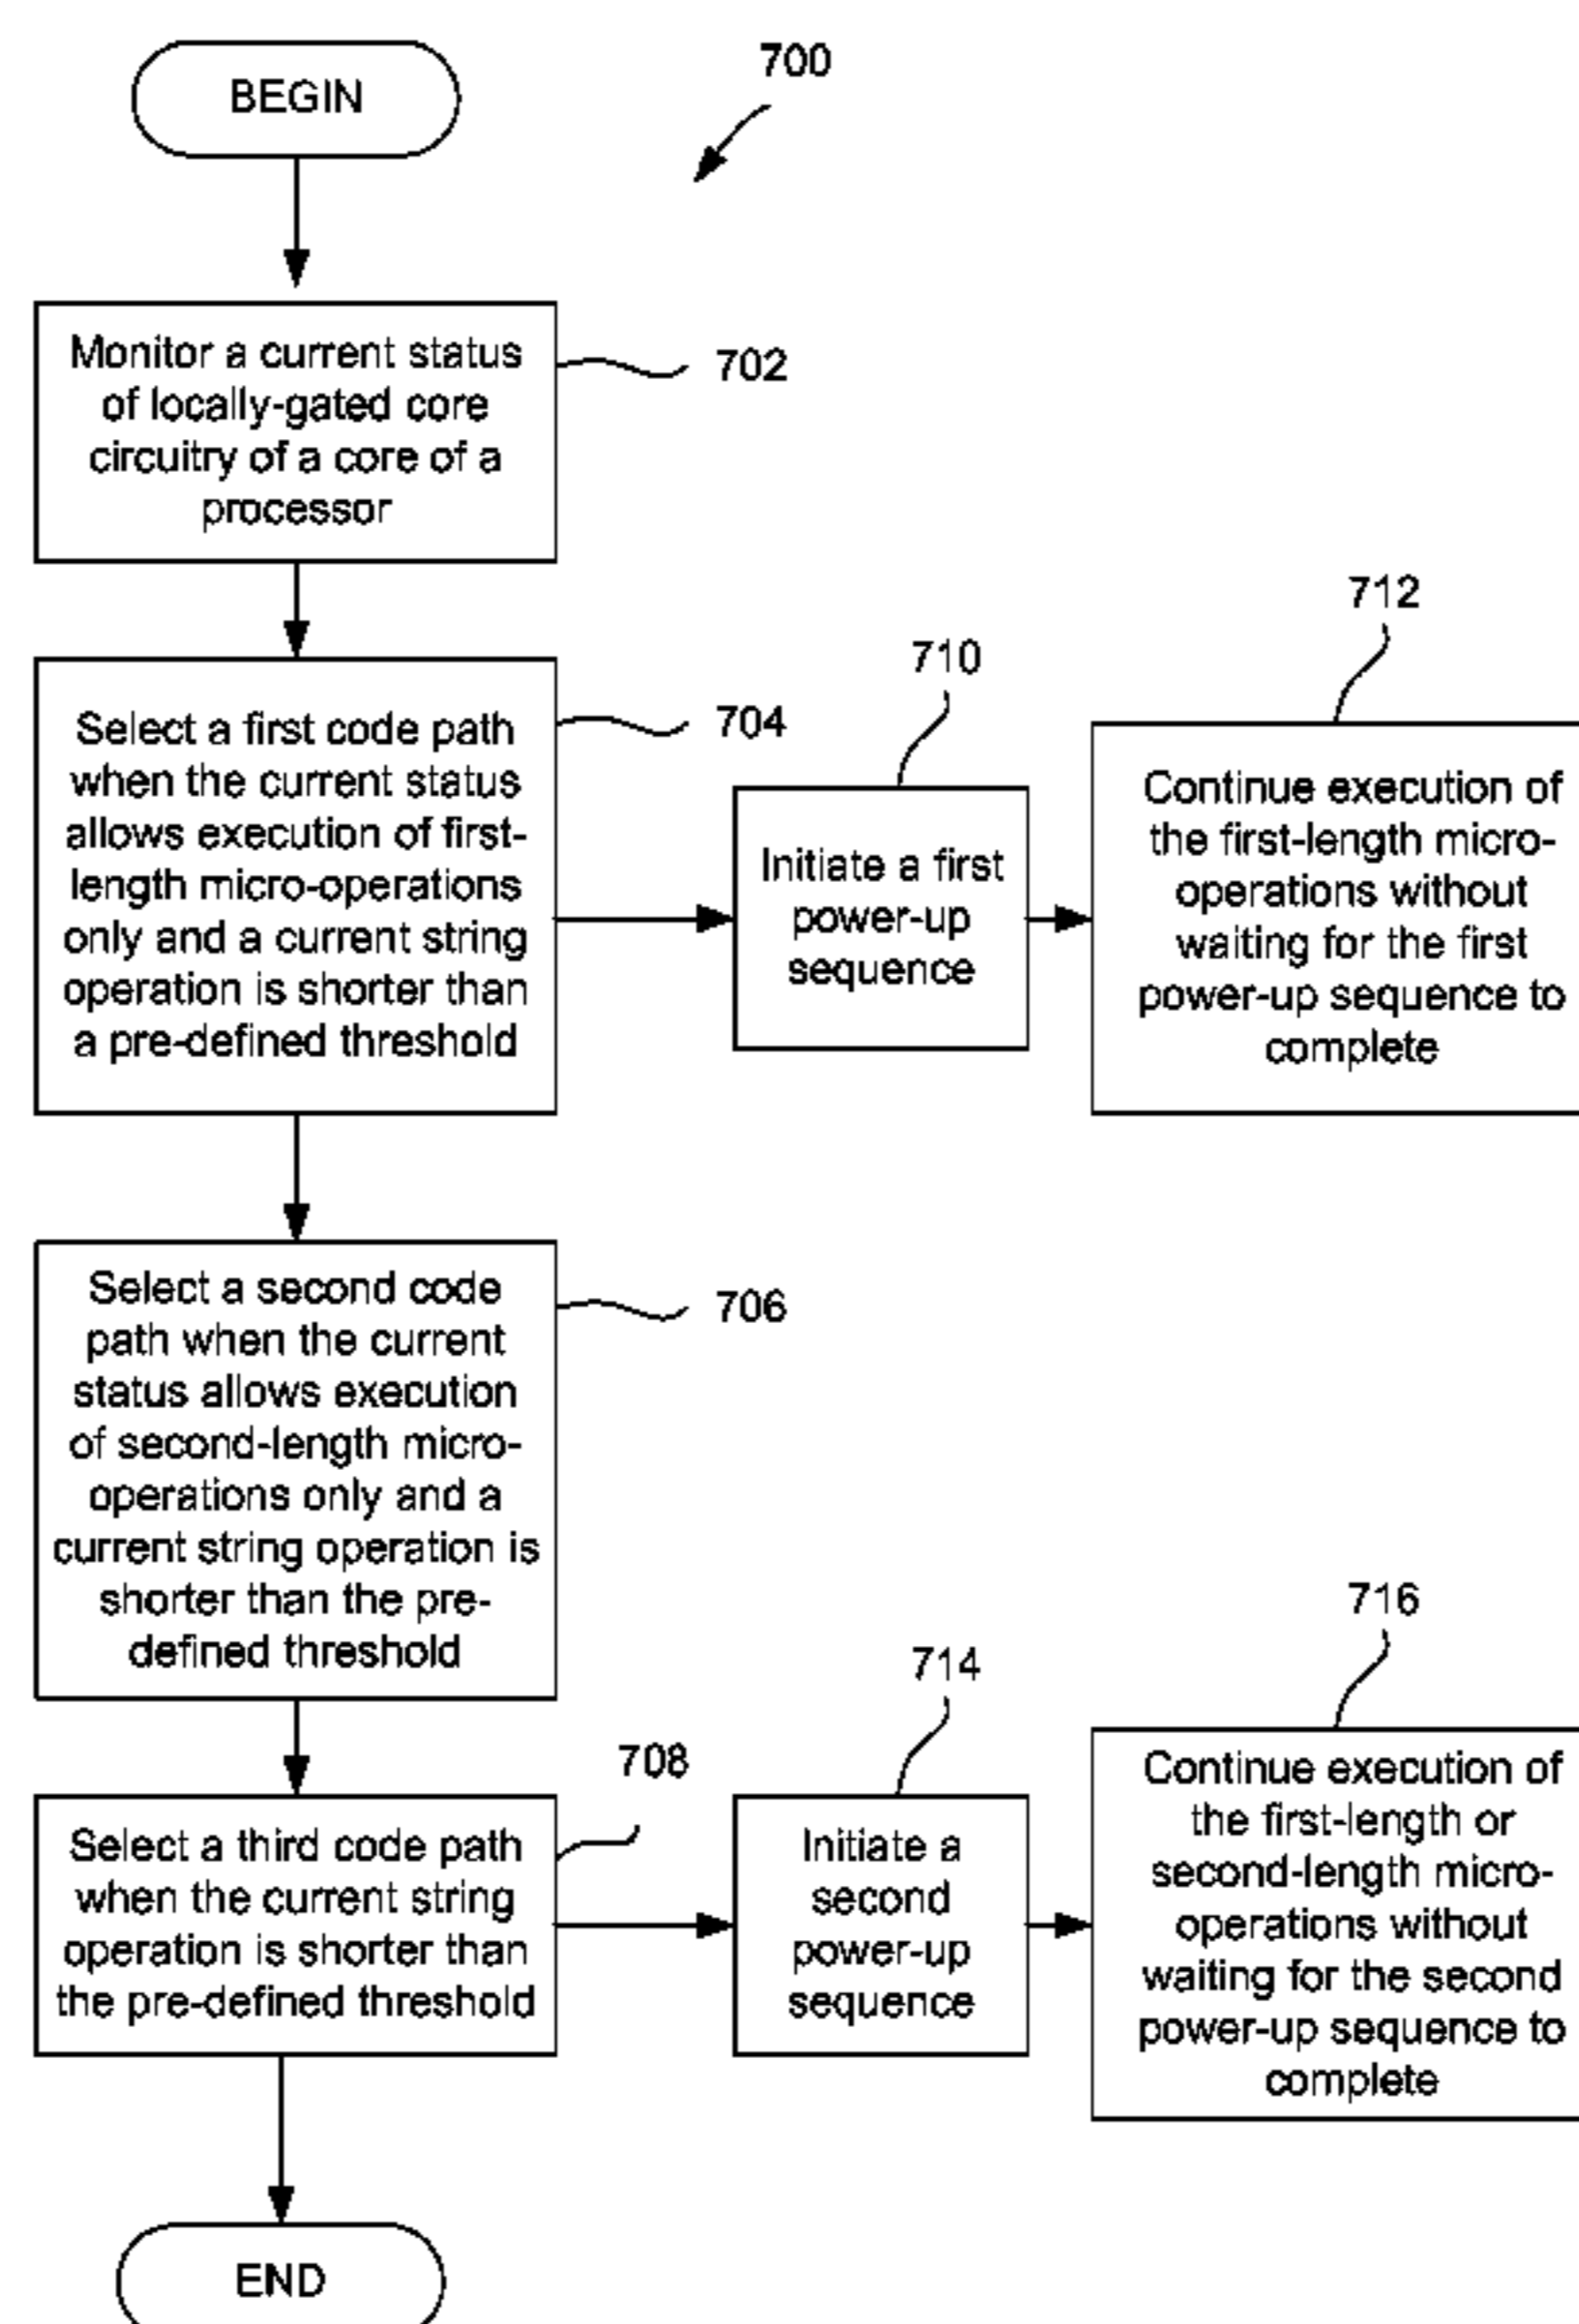 BEGIN
700
Monitor a current status
of locally-gated core
circuitry of a core of a
processor
702
Select a first code path
when the current status
allows execution of first-
length micro-operations
only and a current string
operation is shorter than
a pre-defined threshold
704
710
Initiate a first
power-up
sequence
712
Continue execution of
the first-length micro-
operations without
waiting for the first
power-up sequence to
complete
Select a second code
path when the current
status allows execution
of second-length micro-
operations only and a
current string operation is
shorter than the pre-
defined threshold
706
Select a third code path
when the current string
operation is shorter than
the pre-defined threshold
708
714
Initiate a
second
power-up
sequence
716
Continue execution of
the first-length or
second-length micro-
operations without
waiting for the second
power-up sequence to
complete
END